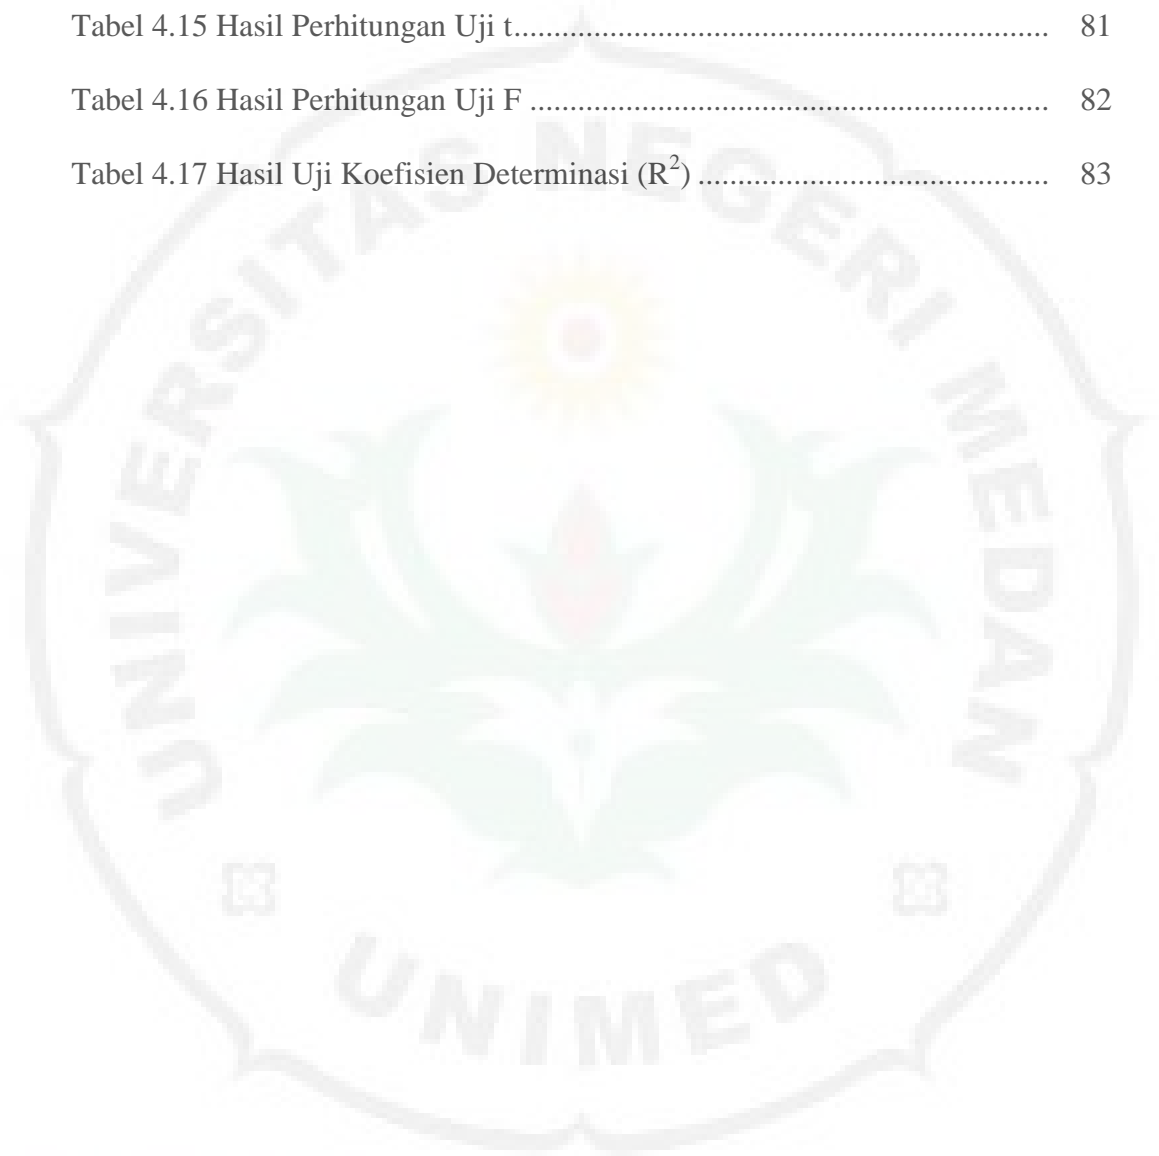 Tabel 4.15 Hasil Perhitungan Uji t.................................................................... 81
Tabel 4.16 Hasil Perhitungan Uji F .................................................................. 82
Tabel 4.17 Hasil Uji Koefisien Determinasi (R²) ............................................. 83
UNIVERSITAS NEGERI MEDAN
UNIMED